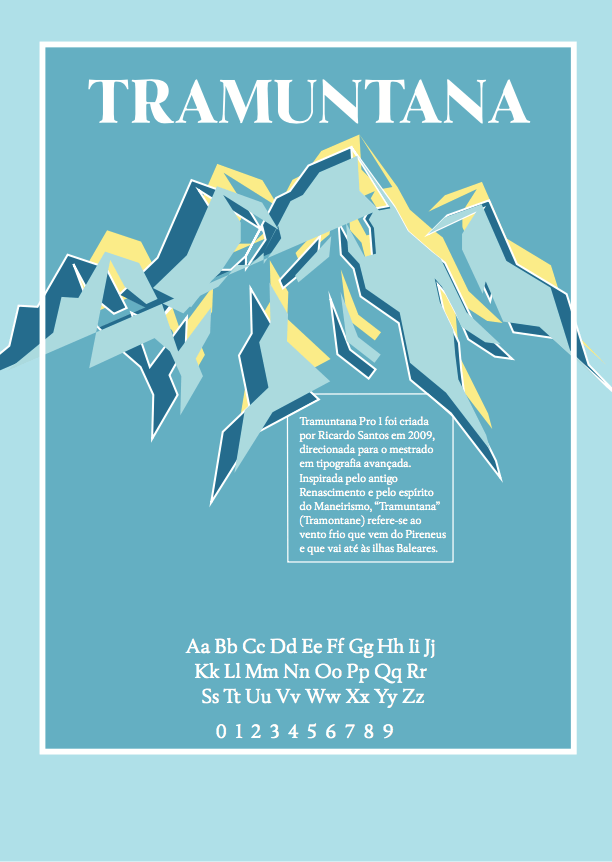 TRAMUNTANA
Tramuntana Pro 1 foi criada
por Ricardo Santos em 2009,
direcionada para o mestrado
em tipografia avançada.
Inspirada pelo antigo
Renascimento e pelo espírito
do Maneirismo, “Tramuntana”
(Tramontane) refere-se ao
vento frio que vem do Pireneus
e que vai até às ilhas Baleares.
Aa Bb Cc Dd Ee Ff Gg Hh Ii Jj
Kk Ll Mm Nn Oo Pp Qq Rr
Ss Tt Uu Vv Ww Xx Yy Zz
0 1 2 3 4 5 6 7 8 9